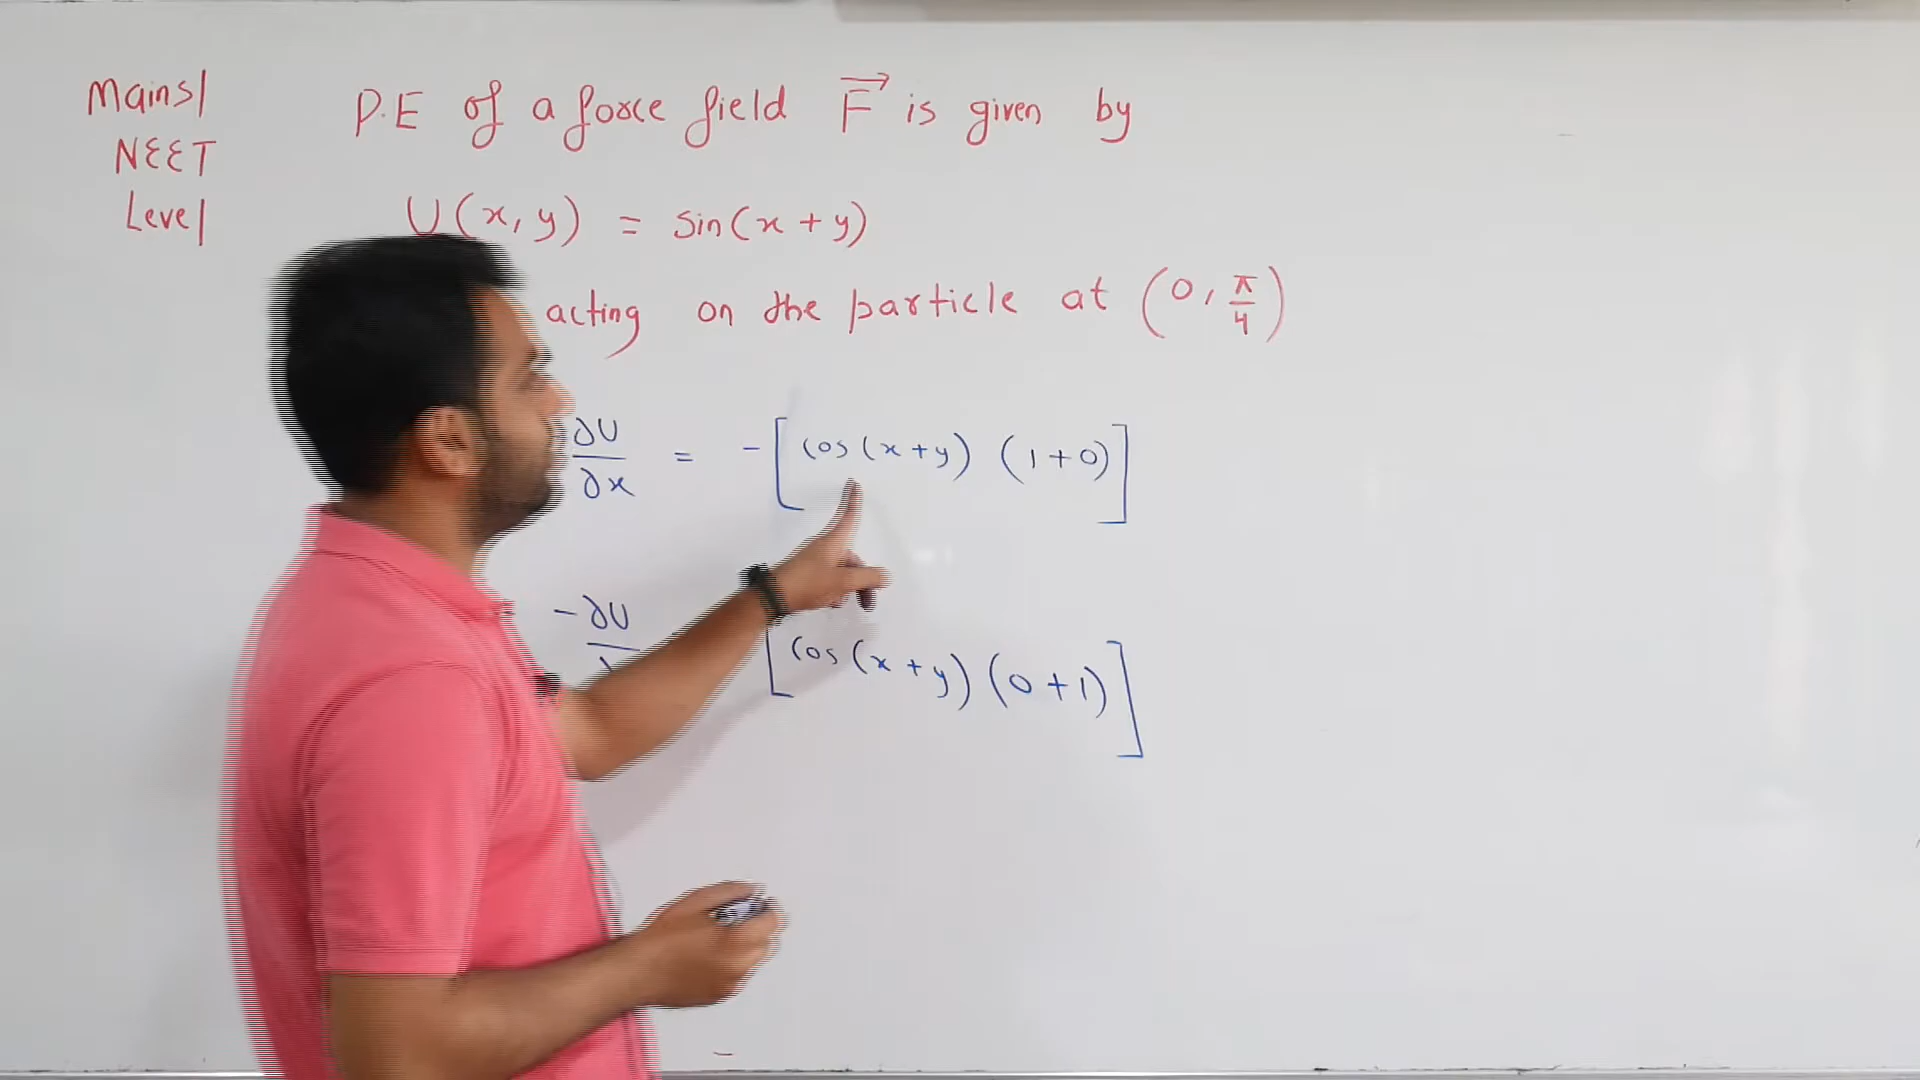 Mains/
NEET
Level
P.E of a force field F⃗ is given by
U(x, y) = sin(x + y)
acting on the particle at (0, π/4)
∂U/∂x = - [cos(x+y) (1+0)]
-∂U
[cos(x+y)(0+1)]